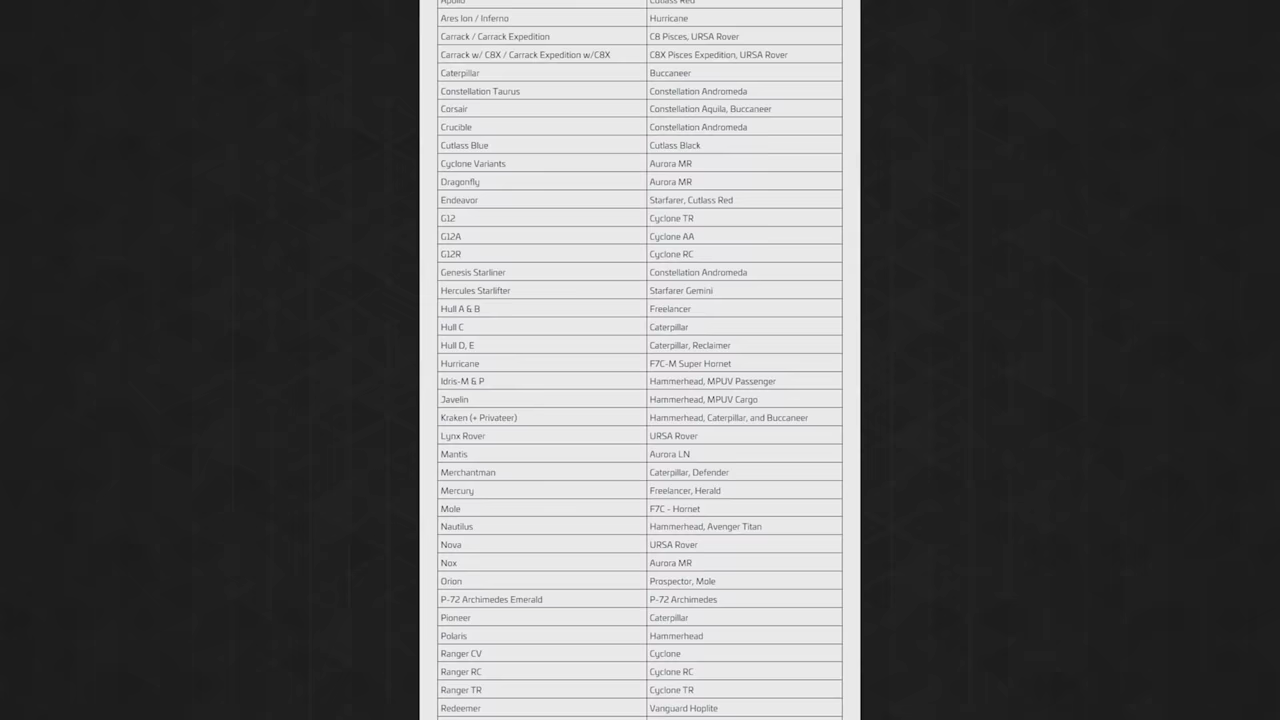 Apollo Cutlass Red
Ares Ion / Inferno Hurricane
Carrack / Carrack Expedition C8 Pisces, URSA Rover
Carrack w/ C8X / Carrack Expedition w/C8X C8X Pisces Expedition, URSA Rover
Caterpillar Buccaneer
Constellation Taurus Constellation Andromeda
Corsair Constellation Aquila, Buccaneer
Crucible Constellation Andromeda
Cutlass Blue Cutlass Black
Cyclone Variants Aurora MR
Dragonfly Aurora MR
Endeavor Starfarer, Cutlass Red
G12 Cyclone TR
G12A Cyclone AA
G12R Cyclone RC
Genesis Starliner Constellation Andromeda
Hercules Starlifter Starfarer Gemini
Hull A & B Freelancer
Hull C Caterpillar
Hull D, E Caterpillar, Reclaimer
Hurricane F7C-M Super Hornet
Idris-M & P Hammerhead, MPUV Passenger
Javelin Hammerhead, MPUV Cargo
Kraken (+ Privateer) Hammerhead, Caterpillar, and Buccaneer
Lynx Rover URSA Rover
Mantis Aurora LN
Merchantman Caterpillar, Defender
Mercury Freelancer, Herald
Mole F7C - Hornet
Nautilus Hammerhead, Avenger Titan
Nova URSA Rover
Nox Aurora MR
Orion Prospector, Mole
P-72 Archimedes Emerald P-72 Archimedes
Pioneer Caterpillar
Polaris Hammerhead
Ranger CV Cyclone
Ranger RC Cyclone RC
Ranger TR Cyclone TR
Redeemer Vanguard Hoplite